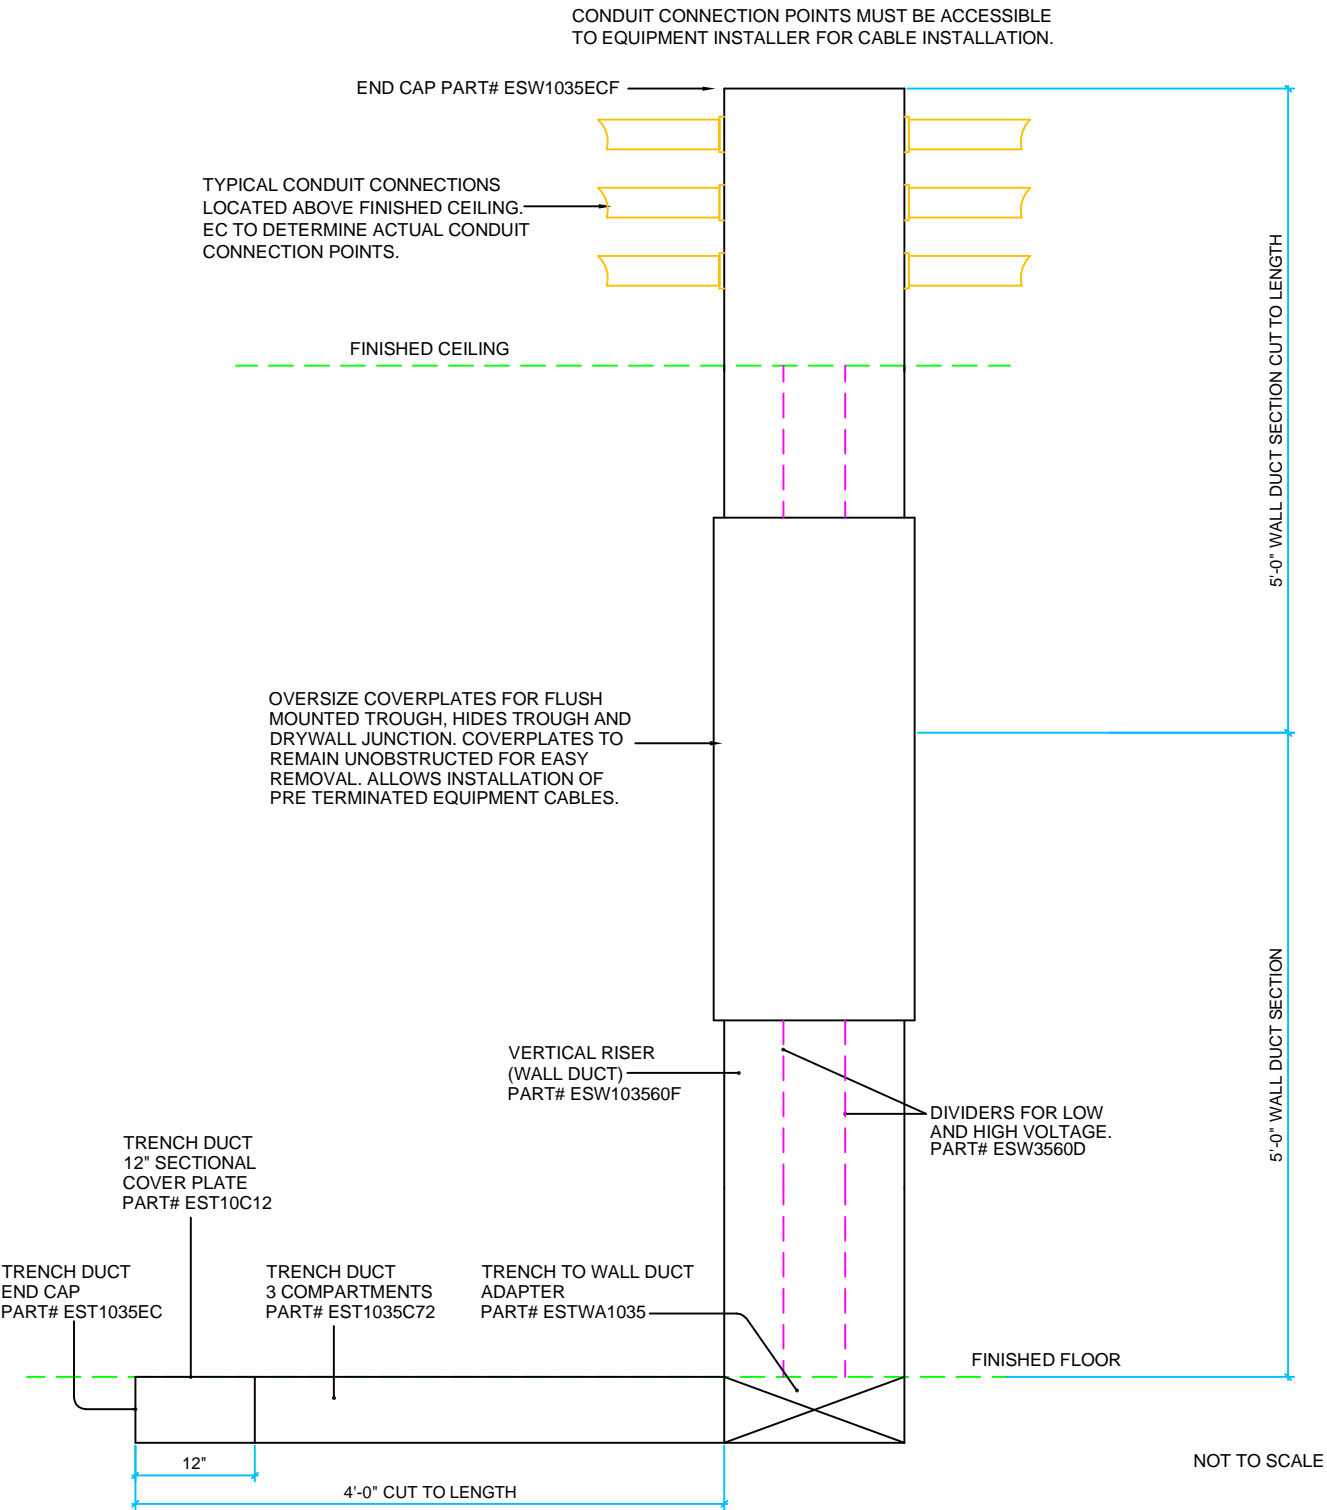 CONDUIT CONNECTION POINTS MUST BE ACCESSIBLE
TO EQUIPMENT INSTALLER FOR CABLE INSTALLATION.
END CAP PART# ESW1035ECF
TYPICAL CONDUIT CONNECTIONS
LOCATED ABOVE FINISHED CEILING.
EC TO DETERMINE ACTUAL CONDUIT
CONNECTION POINTS.
5'-0" WALL DUCT SECTION CUT TO LENGTH
FINISHED CEILING
OVERSIZE COVERPLATES FOR FLUSH
MOUNTED TROUGH, HIDES TROUGH AND
DRYWALL JUNCTION. COVERPLATES TO
REMAIN UNOBSTRUCTED FOR EASY
REMOVAL. ALLOWS INSTALLATION OF
PRE TERMINATED EQUIPMENT CABLES.
5'-0" WALL DUCT SECTION
VERTICAL RISER
(WALL DUCT)
PART# ESW103560F
DIVIDERS FOR LOW
AND HIGH VOLTAGE.
PART# ESW3560D
TRENCH DUCT
12" SECTIONAL
COVER PLATE
PART# EST10C12
TRENCH DUCT
END CAP
PART# EST1035EC
TRENCH DUCT
3 COMPARTMENTS
PART# EST1035C72
TRENCH TO WALL DUCT
ADAPTER
PART# ESTWA1035
FINISHED FLOOR
12"
4'-0" CUT TO LENGTH
NOT TO SCALE